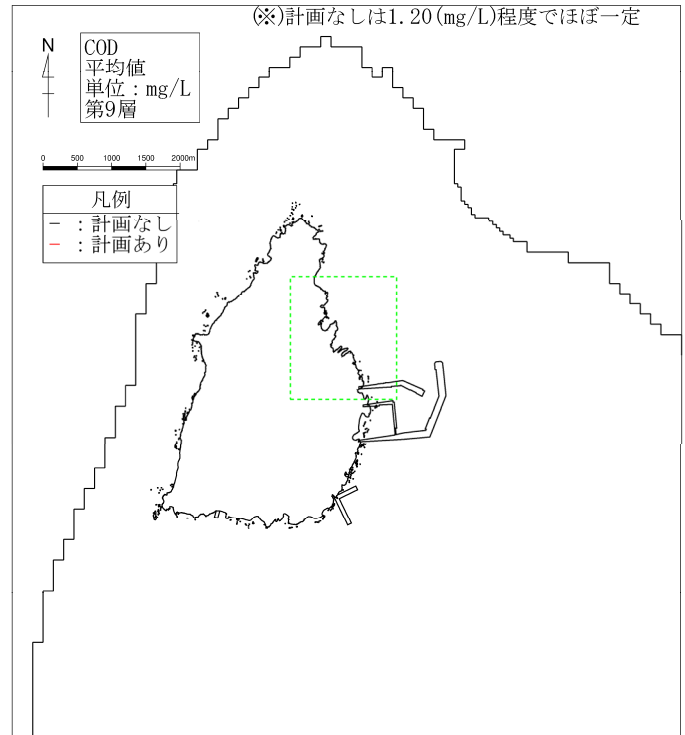 (※)計画なしは1.20(mg/L)程度でほぼ一定
N
COD
平均値
単位：mg/L
第9層
0 500 1000 1500 2000m
凡例
− ：計画なし
− ：計画あり